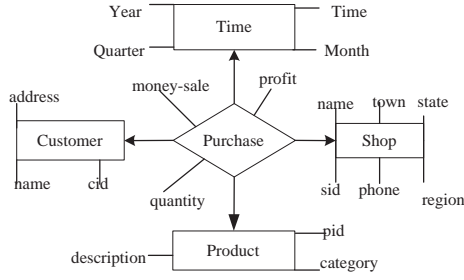 Year
Time
Time
Quarter
Month
money-sale
profit
address
name
town
state
Customer
Purchase
Shop
name
cid
quantity
sid
phone
region
pid
description
Product
category